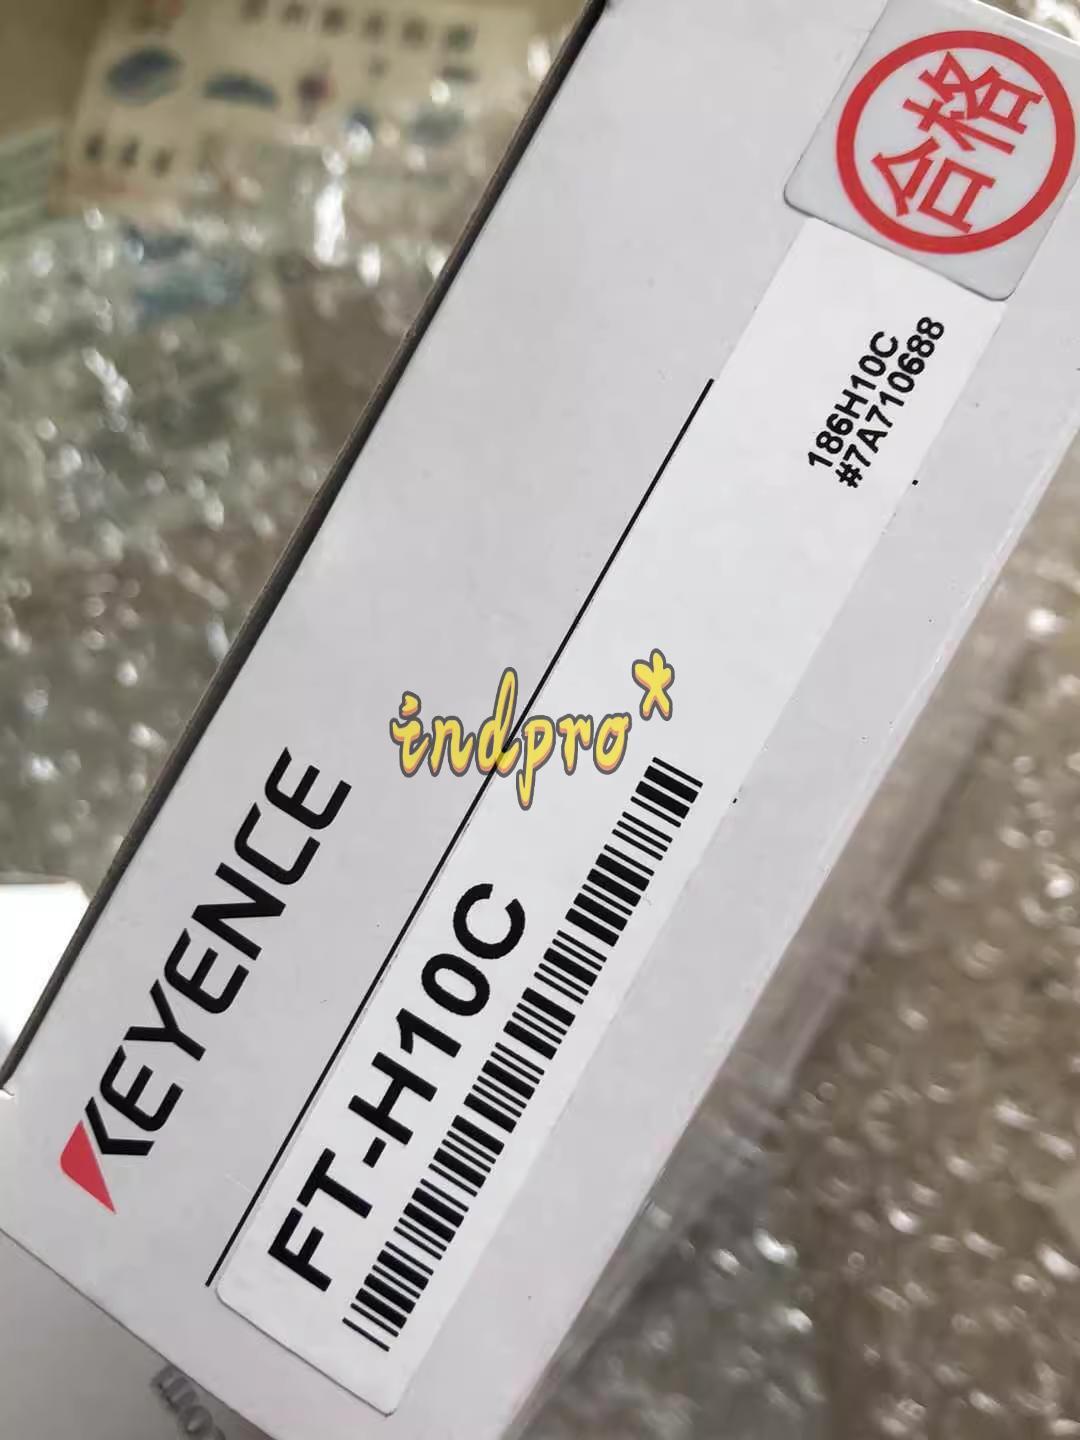 合格
186H10C
#7A710688
indpro*
KEYENCE
FT-H10C